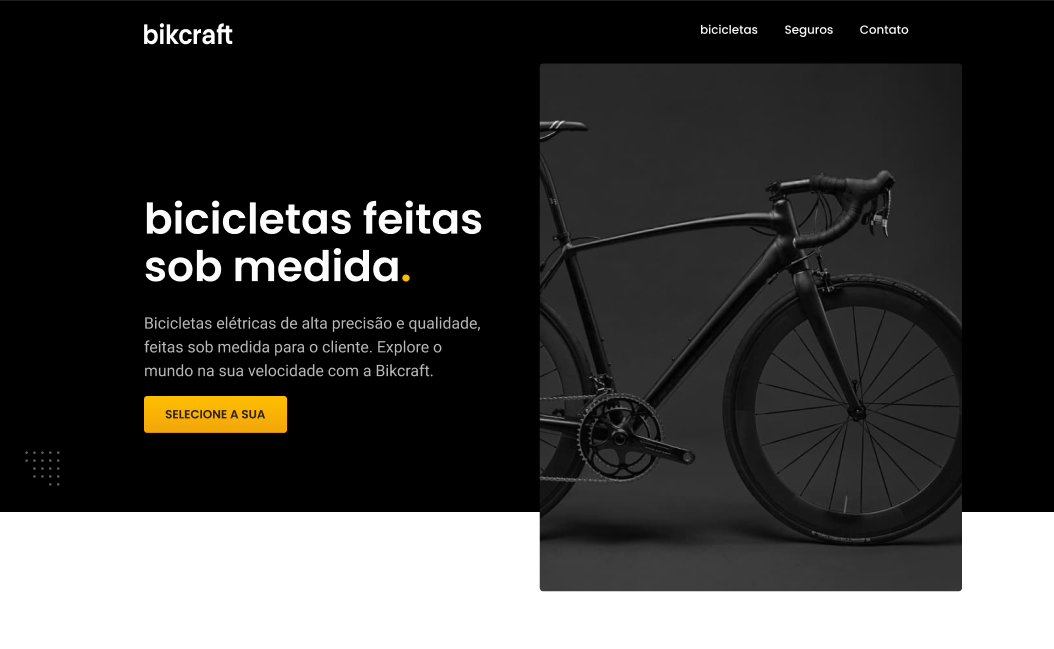 bikcraft
bicicletas Seguros Contato
bicicletas feitas
sob medida.
Bicicletas elétricas de alta precisão e qualidade,
feitas sob medida para o cliente. Explore o
mundo na sua velocidade com a Bikcraft.
SELECIONE A SUA